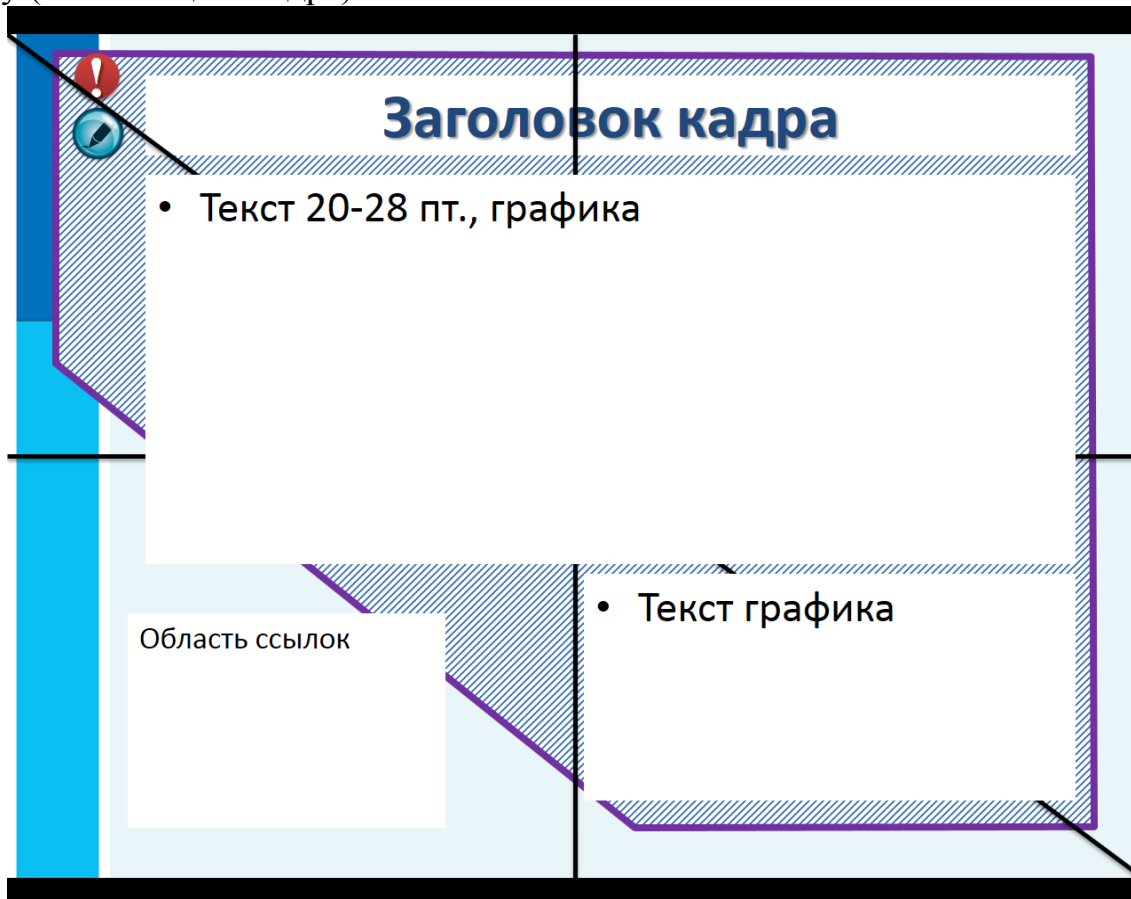 Заголовок кадра
• Текст 20-28 пт., графика
• Текст графика
Область ссылок